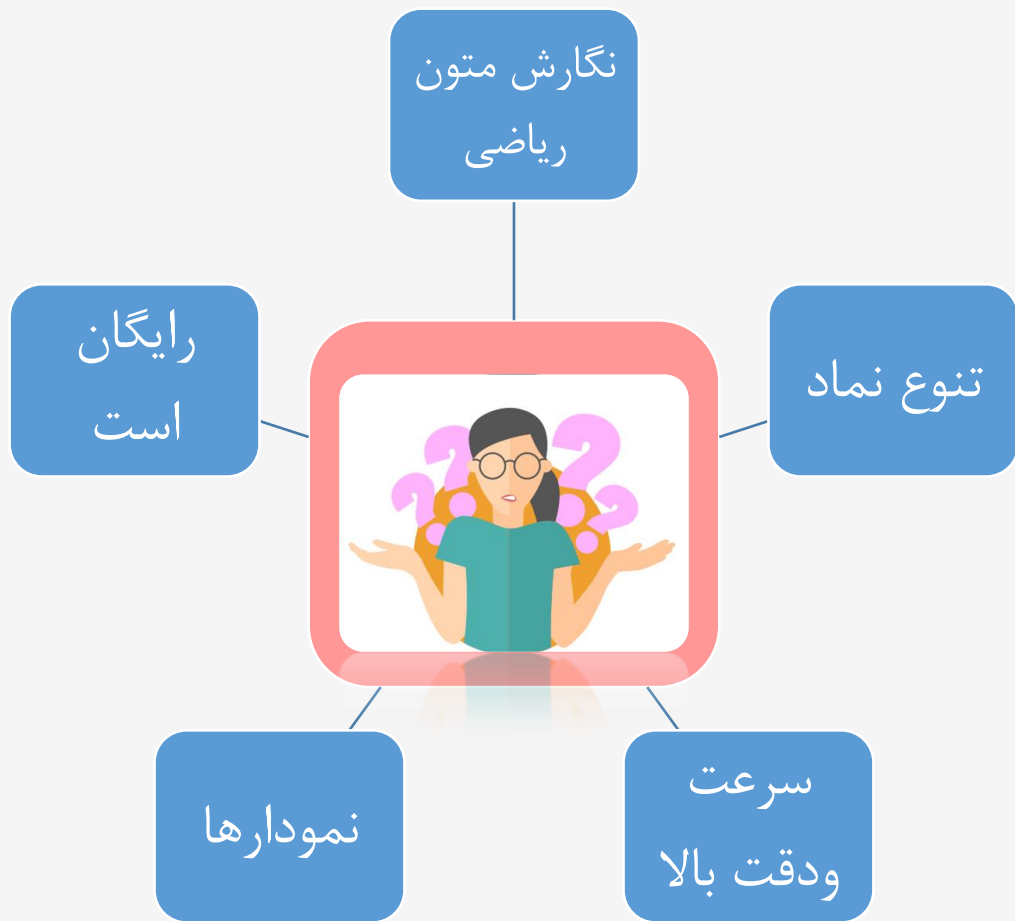 نگارش متون
ریاضی
تنوع نماد
سرعت
ودقت بالا
نمودارها
رایگان
است